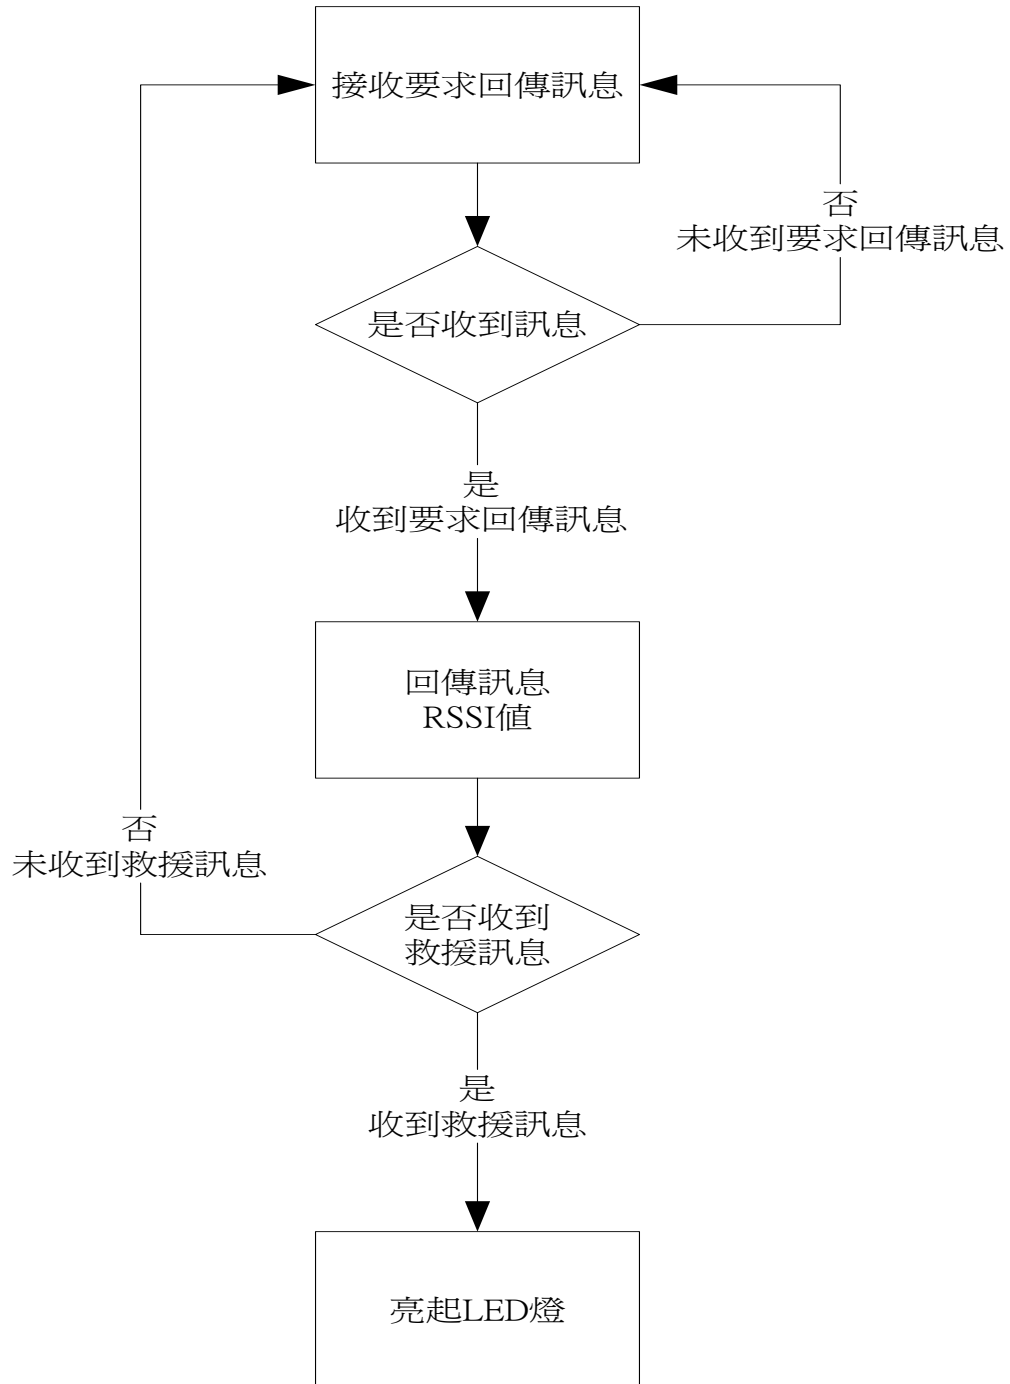 接收要求回傳訊息
否
未收到要求回傳訊息
是否收到訊息
是
收到要求回傳訊息
回傳訊息
RSSI值
否
未收到救援訊息
是否收到
救援訊息
是
收到救援訊息
亮起LED燈